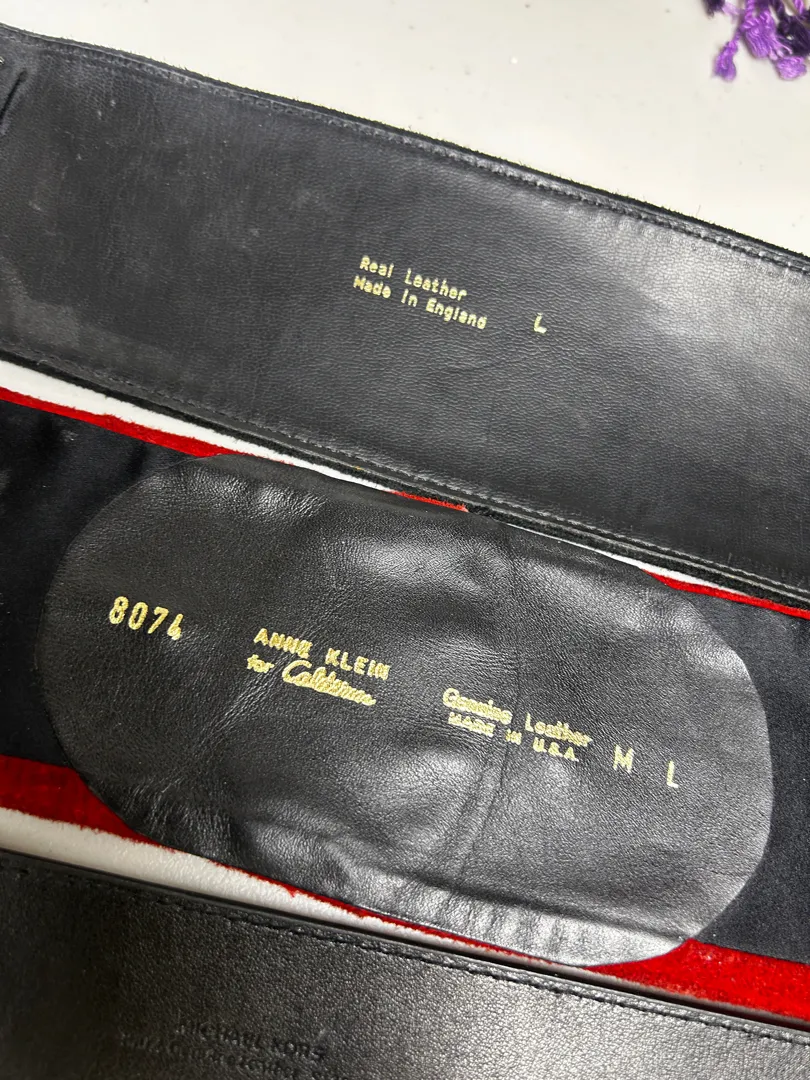 Real Leather
Made in England
L
8074
ANNE KLEIN
for Calderon
Genuine Leather
MADE IN U.S.A.
M L
MICHAEL KORS